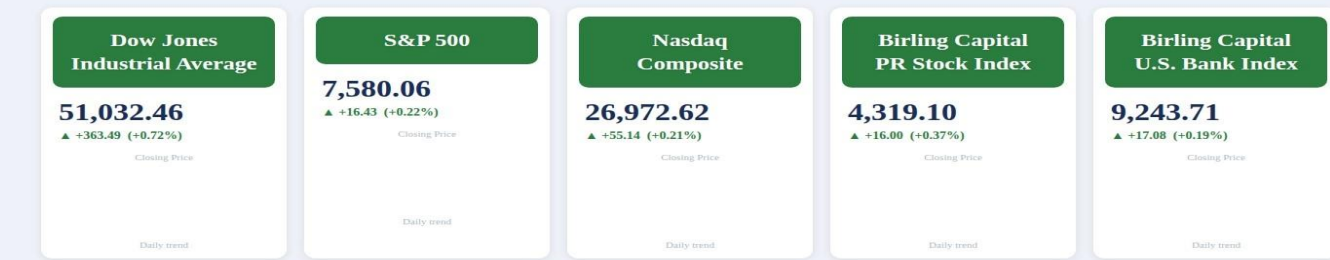 Dow Jones
Industrial Average
51,032.46
▲ +363.49 (+0.72%)
Closing Price
Daily trend
S&P 500
7,580.06
▲ +16.43 (+0.22%)
Closing Price
Daily trend
Nasdaq
Composite
26,972.62
▲ +55.14 (+0.21%)
Closing Price
Daily trend
Birling Capital
PR Stock Index
4,319.10
▲ +16.00 (+0.37%)
Closing Price
Daily trend
Birling Capital
U.S. Bank Index
9,243.71
▲ +17.08 (+0.19%)
Closing Price
Daily trend